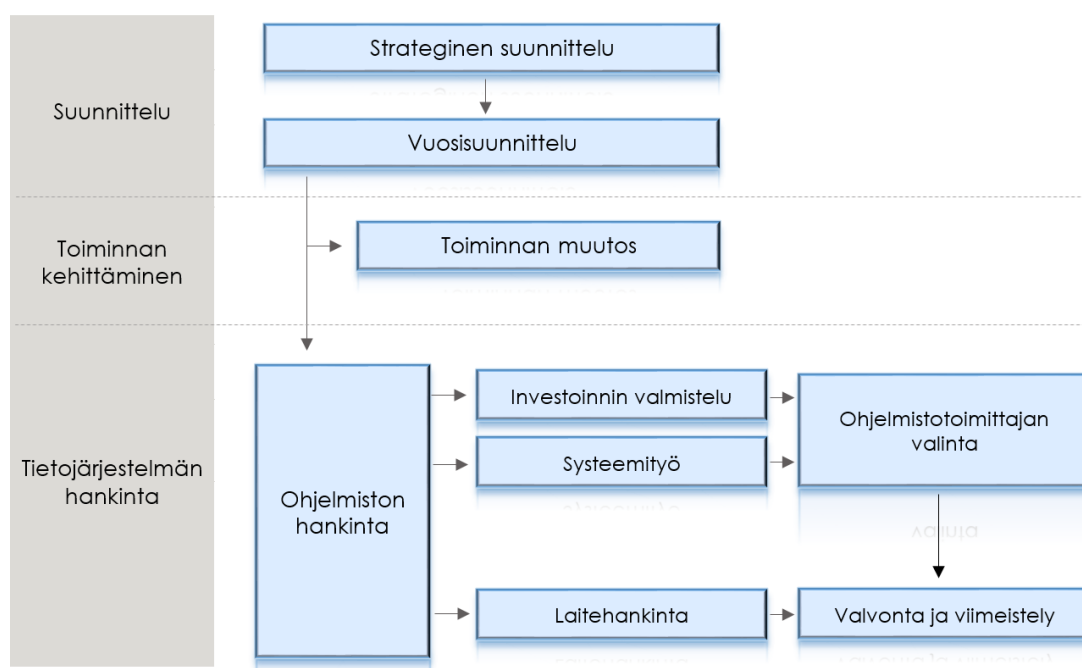 Suunnittelu
Strateginen suunnittelu
Vuosisuunnittelu
Toiminnan
kehittäminen
Toiminnan muutos
Tietojärjestelmän
hankinta
Ohjelmiston
hankinta
Investoinnin valmistelu
Systeemityö
Ohjelmistotoimittajan
valinta
Laitehankinta
Valvonta ja viimeistely